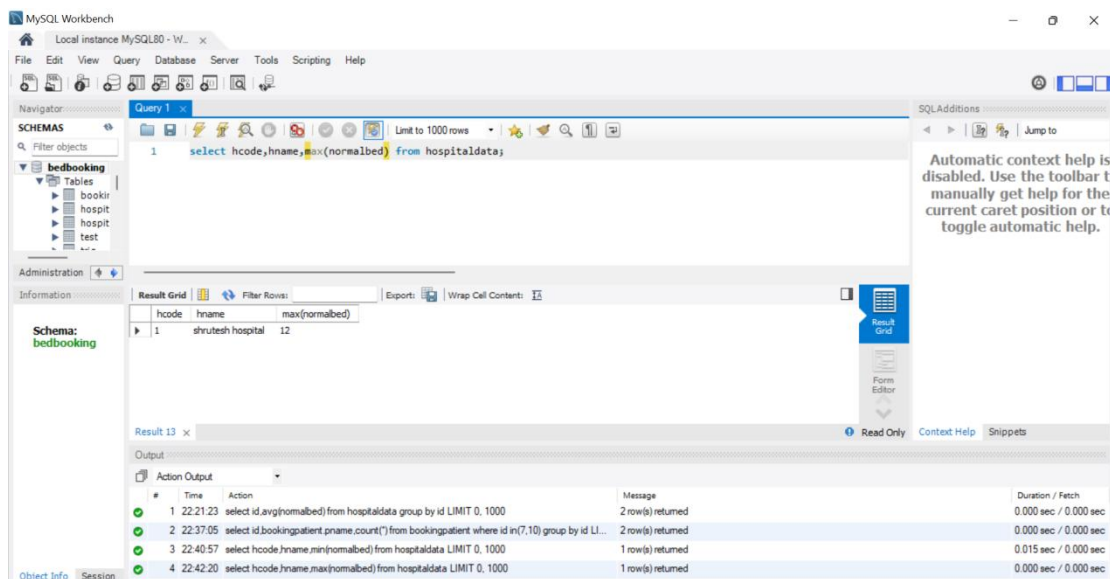 MySQL Workbench
Local instance MySQL80 - W... ×
File Edit View Query Database Server Tools Scripting Help
Navigator
Query 1 ×
SQLAdditions
SCHEMAS
Limit to 1000 rows
Jump to
Filter objects
1 select hcode,hname,max(normalbed) from hospitaldata;
bedbooking
Tables
bookir
hospit
hospit
test
Automatic context help is
disabled. Use the toolbar t
manually get help for the
current caret position or to
toggle automatic help.
Administration
Information
Result Grid Filter Rows: Export: Wrap Cell Content:
hcode hname max(normalbed)
1 shrutesh hospital 12
Schema:
bedbooking
Result
Grid
Form
Editor
Result 13 ×
Read Only
Context Help Snippets
Output
Action Output
# Time Action Message Duration / Fetch
1 22:21:23 select id,avg(normalbed) from hospitaldata group by id LIMIT 0, 1000 2 row(s) returned 0.000 sec / 0.000 sec
2 22:37:05 select id,bookingpatient.pname,count(*) from bookingpatient where id in(7,10) group by id LI... 2 row(s) returned 0.000 sec / 0.000 sec
3 22:40:57 select hcode,hname,min(normalbed) from hospitaldata LIMIT 0, 1000 1 row(s) returned 0.015 sec / 0.000 sec
4 22:42:20 select hcode,hname,max(normalbed) from hospitaldata LIMIT 0, 1000 1 row(s) returned 0.000 sec / 0.000 sec
Object Info Session